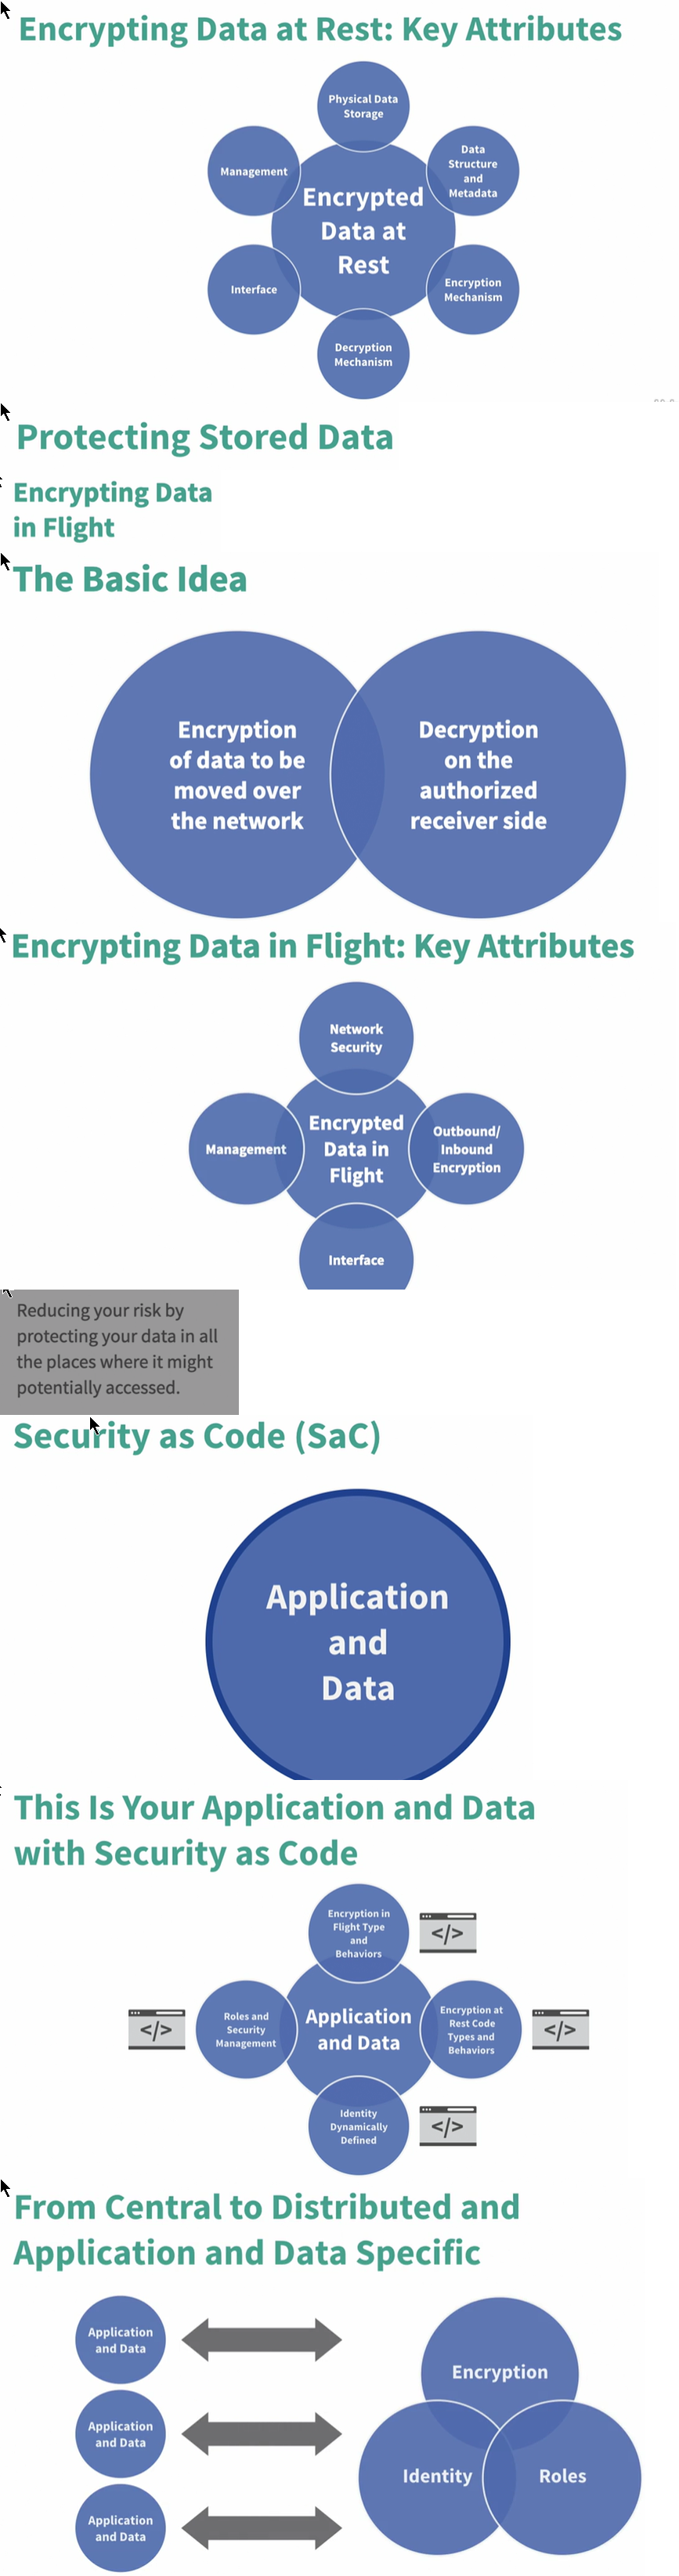 Encrypting Data at Rest: Key Attributes
Physical Data
Storage
Management
Data
Structure
and
Metadata
Encrypted
Data at
Rest
Interface
Encryption
Mechanism
Decryption
Mechanism
Protecting Stored Data
Encrypting Data
in Flight
The Basic Idea
Encryption
of data to be
moved over
the network
Decryption
on the
authorized
receiver side
Encrypting Data in Flight: Key Attributes
Network
Security
Management
Encrypted
Data in
Flight
Outbound/
Inbound
Encryption
Interface
Reducing your risk by
protecting your data in all
the places where it might
potentially accessed.
Security as Code (SaC)
Application
and
Data
This Is Your Application and Data
with Security as Code
Encryption in
Flight Type
and
Behaviors
</>
</>
Roles and
Security
Management
Application
and Data
Encryption at
Rest Code
Types and
Behaviors
</>
Identity
Dynamically
Defined
</>
From Central to Distributed and
Application and Data Specific
Application
and Data
Application
and Data
Application
and Data
Encryption
Identity
Roles